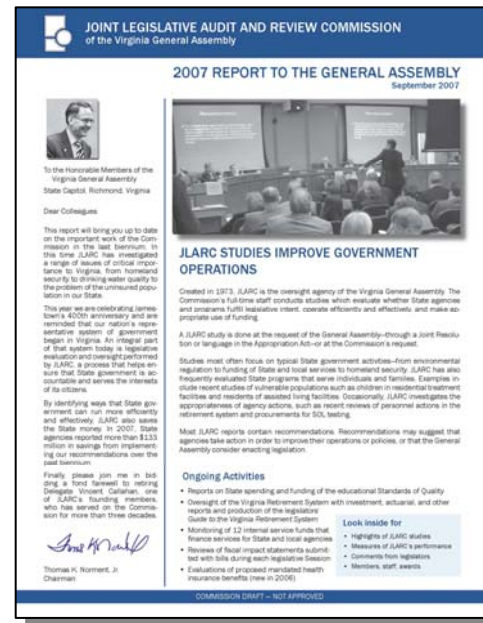 JOINT LEGISLATIVE AUDIT AND REVIEW COMMISSION
of the Virginia General Assembly
2007 REPORT TO THE GENERAL ASSEMBLY
September 2007
To the Honorable Members of the
Virginia General Assembly
State Capitol, Richmond, Virginia
Dear Colleagues
This report will bring you up to date
on the important work of the Com-
mission in the last biennium. In
this time JLARC has investigated
a range of issues of critical impor-
tance to Virginia, from homeland
security to drinking water quality to
the problem of the uninsured popu-
lation in our State.
This year we are celebrating James-
town's 400th anniversary and are
reminded that our nation's repre-
sentative system of government
began in Virginia. An integral part
of that system today is legislative
evaluation and oversight performed
by JLARC, a process that helps en-
sure that State government is ac-
countable and serves the interests
of its citizens.
By identifying ways that State gov-
ernment can run more efficiently
and effectively, JLARC also saves
the State money. In 2007, State
agencies reported more than $133
million in savings from implement-
ing our recommendations over the
past biennium.
Finally, please join me in bid-
ding a fond farewell to retiring
Delegate Vincent Callahan, one
of JLARC's founding members,
who has served on the Commis-
sion for more than three decades.
Thomas K. Norment, Jr.
Chairman
JLARC STUDIES IMPROVE GOVERNMENT
OPERATIONS
Created in 1973, JLARC is the oversight agency of the Virginia General Assembly. The
Commission's full-time staff conducts studies which evaluate whether State agencies
and programs fulfill legislative intent, operate efficiently and effectively, and make ap-
propriate use of funding.
A JLARC study is done at the request of the General Assembly–through a Joint Resolu-
tion or language in the Appropriation Act–or at the Commission's request.
Studies most often focus on typical State government activities–from environmental
regulation to funding of State and local services to homeland security. JLARC has also
frequently evaluated State programs that serve individuals and families. Examples in-
clude recent studies of vulnerable populations such as children in residential treatment
facilities and residents of assisted living facilities. Occasionally, JLARC investigates the
appropriateness of agency actions, such as recent reviews of personnel actions in the
retirement system and procurements for SOL testing.
Most JLARC reports contain recommendations. Recommendations may suggest that
agencies take action in order to improve their operations or policies, or that the General
Assembly consider enacting legislation.
Ongoing Activities
• Reports on State spending and funding of the educational Standards of Quality
• Oversight of the Virginia Retirement System with investment, actuarial, and other
reports and production of the legislators'
Guide to the Virginia Retirement System
• Monitoring of 12 internal service funds that
finance services for State and local agencies
• Reviews of fiscal impact statements submit-
ted with bills during each legislative Session
• Evaluations of proposed mandated health
insurance benefits (new in 2006)
Look inside for
• Highlights of JLARC studies
• Measures of JLARC's performance
• Comments from legislators
• Members, staff, awards
COMMISSION DRAFT – NOT APPROVED